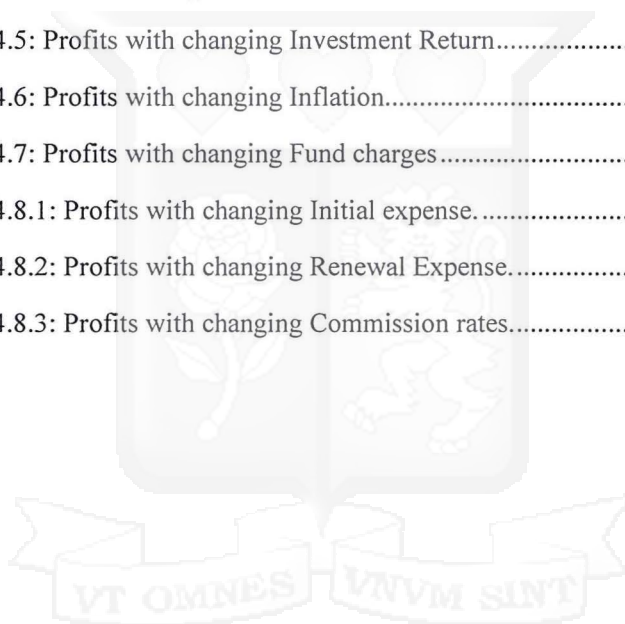 4.5: Profits with changing Investment Return....................
4.6: Profits with changing Inflation....................................
4.7: Profits with changing Fund charges............................
4.8.1: Profits with changing Initial expense.......................
4.8.2: Profits with changing Renewal Expense..................
4.8.3: Profits with changing Commission rates..................
VT OMNES VNVM SINT